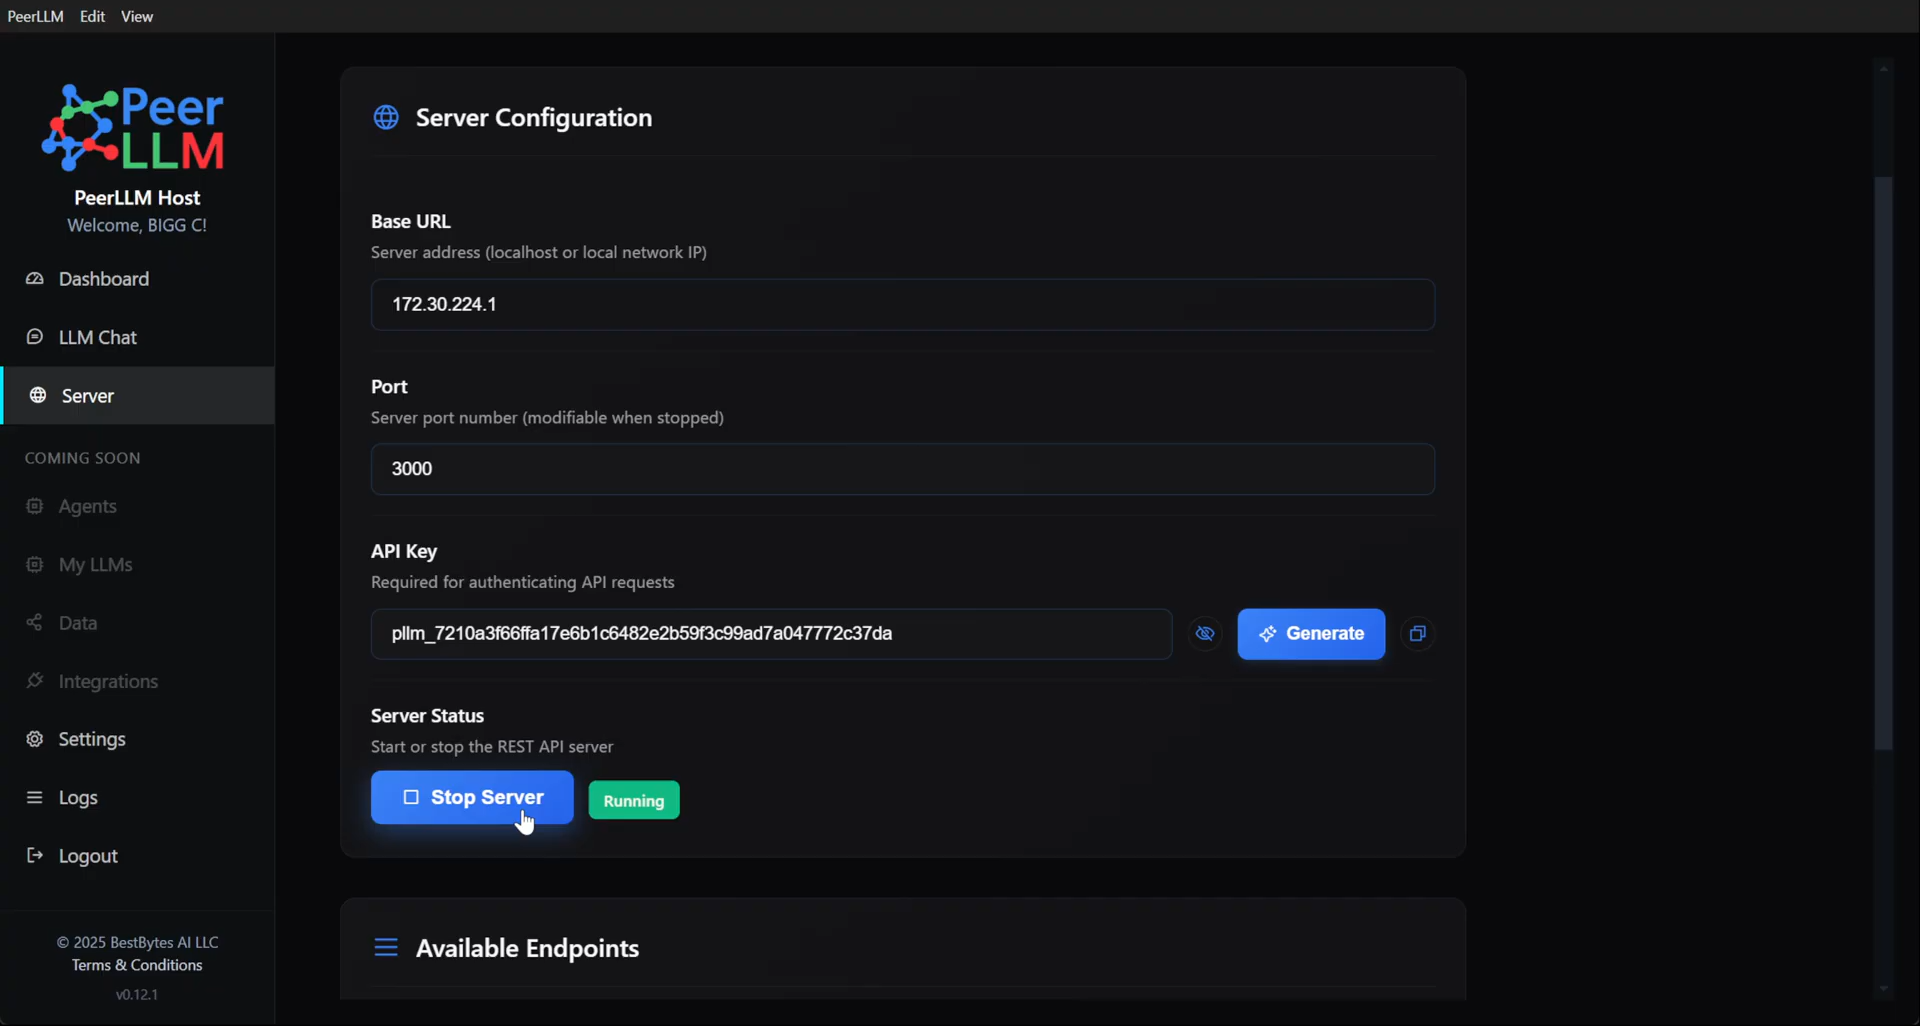 PeerLLM Edit View
Peer
LLM
PeerLLM Host
Welcome, BIGG C!
Dashboard
LLM Chat
Server
COMING SOON
Agents
My LLMs
Data
Integrations
Settings
Logs
Logout
© 2025 BestBytes AI LLC
Terms & Conditions
v0.12.1
Server Configuration
Base URL
Server address (localhost or local network IP)
172.30.224.1
Port
Server port number (modifiable when stopped)
3000
API Key
Required for authenticating API requests
pllm_7210a3f66ffa17e6b1c6482e2b59f3c99ad7a047772c37da
Generate
Server Status
Start or stop the REST API server
Stop Server
Running
Available Endpoints